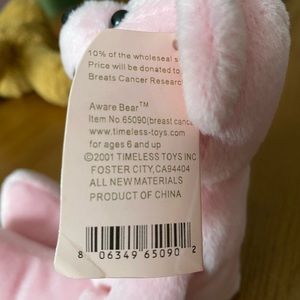 10% of the wholeseal s
Price will be donated to
Breats Cancer Research
Aware Bear™
Item No.65090(breast cance
www.timeless-toys.com
for ages 6 and up
©2001 TIMELESS TOYS INC
FOSTER CITY,CA94404
ALL NEW MATERIALS
PRODUCT OF CHINA
8 06349 65090 2